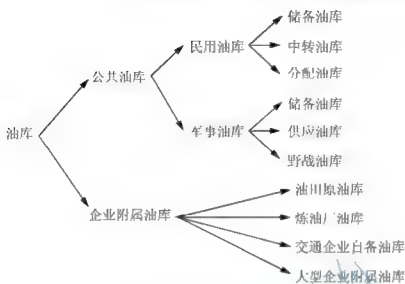 油库
公共油库
民用油库
储备油库
中转油库
分配油库
军事油库
储备油库
供应油库
野战油库
企业附属油库
油田原油库
炼油厂油库
交通企业自备油库
大型企业附属油库